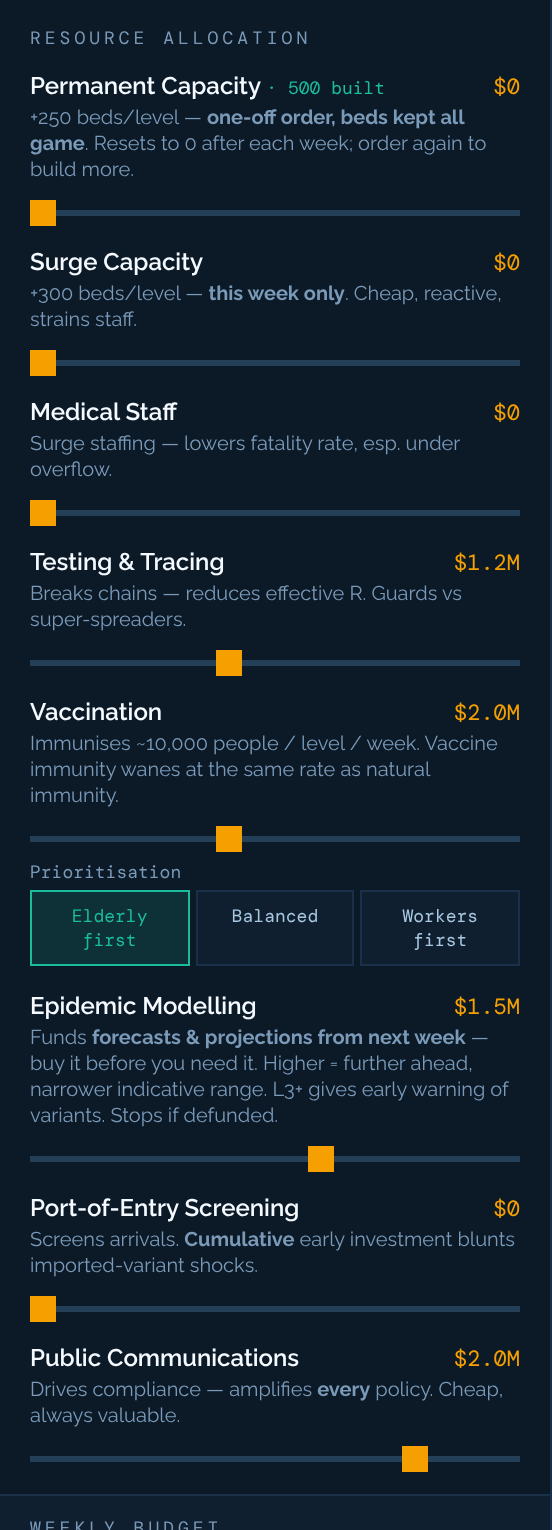 RESOURCE ALLOCATION
Permanent Capacity · 500 built $0
+250 beds/level — one-off order, beds kept all
game. Resets to 0 after each week; order again to
build more.
Surge Capacity $0
+300 beds/level — this week only. Cheap, reactive,
strains staff.
Medical Staff $0
Surge staffing — lowers fatality rate, esp. under
overflow.
Testing & Tracing $1.2M
Breaks chains — reduces effective R. Guards vs
super-spreaders.
Vaccination $2.0M
Immunises ~10,000 people / level / week. Vaccine
immunity wanes at the same rate as natural
immunity.
Prioritisation
Elderly Balanced Workers
first first
Epidemic Modelling $1.5M
Funds forecasts & projections from next week —
buy it before you need it. Higher = further ahead,
narrower indicative range. L3+ gives early warning of
variants. Stops if defunded.
Port-of-Entry Screening $0
Screens arrivals. Cumulative early investment blunts
imported-variant shocks.
Public Communications $2.0M
Drives compliance — amplifies every policy. Cheap,
always valuable.
WEEKLY BUDGET